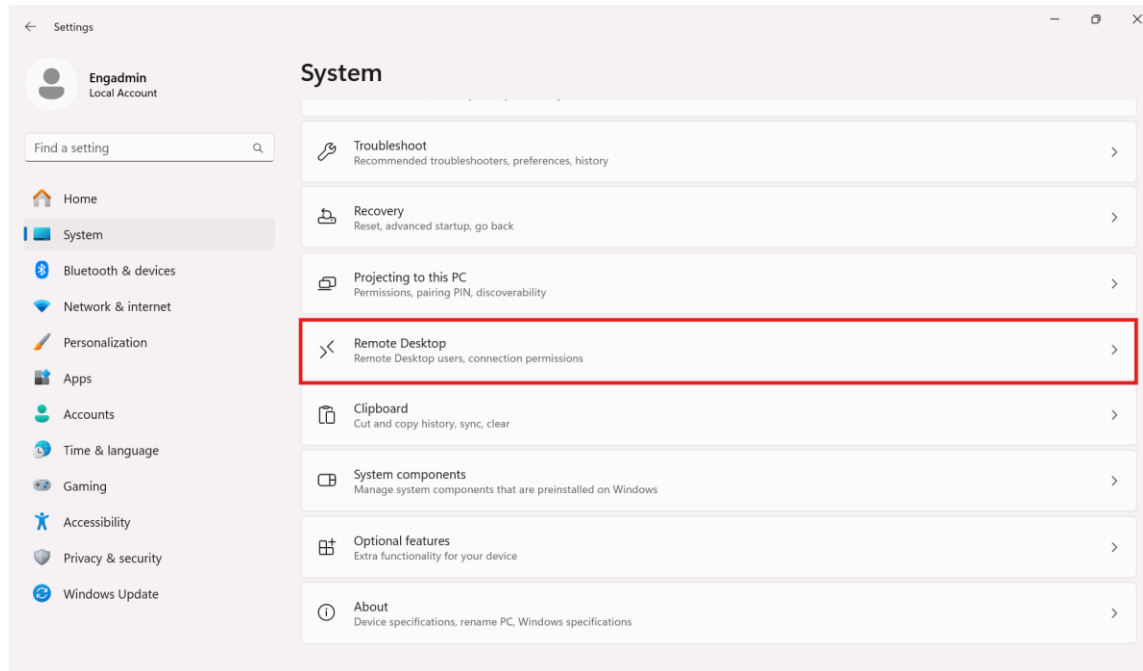 Settings
Engadmin
Local Account
Find a setting
Home
System
Bluetooth & devices
Network & internet
Personalization
Apps
Accounts
Time & language
Gaming
Accessibility
Privacy & security
Windows Update
System
Troubleshoot
Recommended troubleshooters, preferences, history
Recovery
Reset, advanced startup, go back
Projecting to this PC
Permissions, pairing PIN, discoverability
Remote Desktop
Remote Desktop users, connection permissions
Clipboard
Cut and copy history, sync, clear
System components
Manage system components that are preinstalled on Windows
Optional features
Extra functionality for your device
About
Device specifications, rename PC, Windows specifications